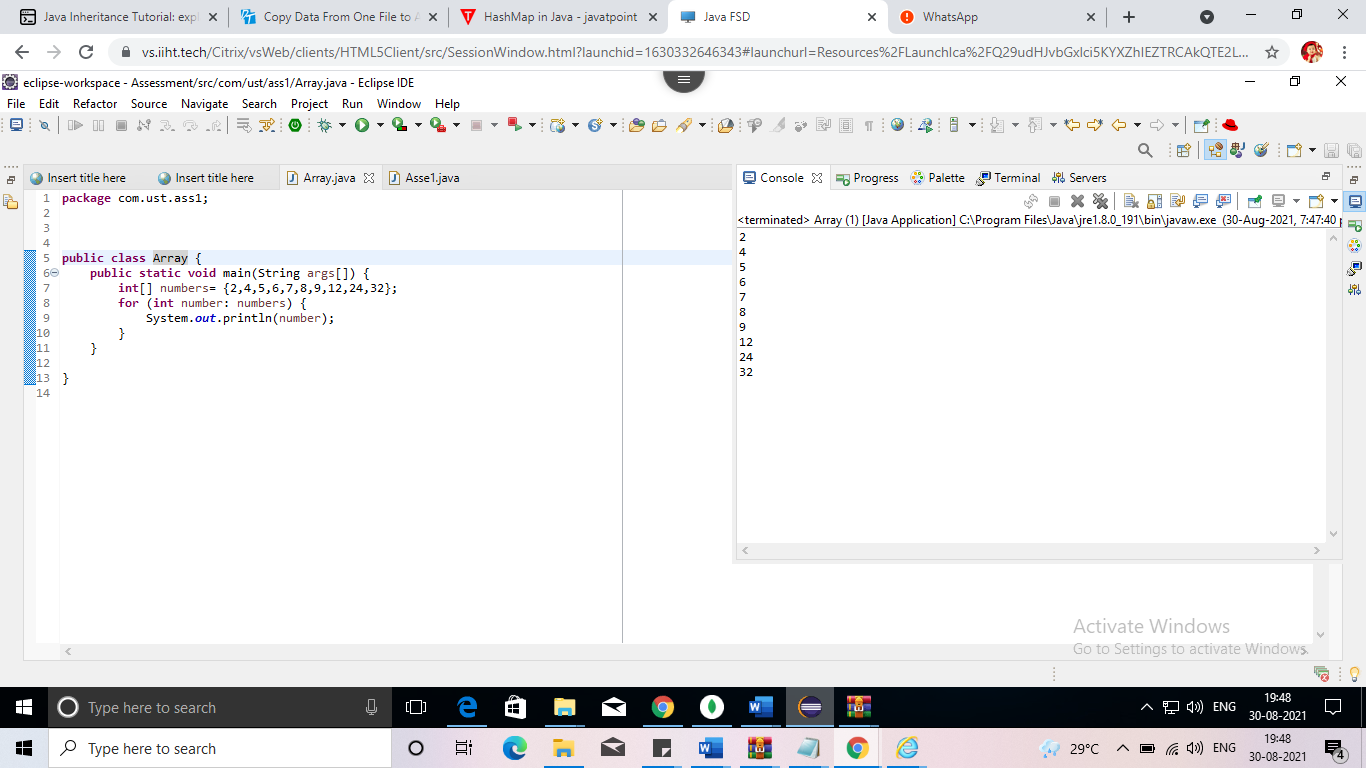 Java Inheritance Tutorial: exp
Copy Data From One File to A
HashMap in Java - javatpoint
Java FSD
WhatsApp
vs.iiht.tech/Citrix/vsWeb/clients/HTML5Client/src/SessionWindow.html?launchid=1630332646343#launchurl=Resources%2FLaunchIca%2FQ29udHJvbGxlci5KYXZhIEZTRCAkQTE2L...
eclipse-workspace - Assessment/src/com/ust/ass1/Array.java - Eclipse IDE
File Edit Refactor Source Navigate Search Project Run Window Help
Insert title here
Insert title here
Array.java
Asse1.java
1 package com.ust.ass1;
2
3
4
5 public class Array {
6 public static void main(String args[]) {
7 int[] numbers= {2,4,5,6,7,8,9,12,24,32};
8 for (int number: numbers) {
9 System.out.println(number);
10 }
11 }
12
13 }
14
Console
Progress
Palette
Terminal
Servers
<terminated> Array (1) [Java Application] C:\Program Files\Java\jre1.8.0_191\bin\javaw.exe (30-Aug-2021, 7:47:40 p
2
4
5
6
7
8
9
12
24
32
Activate Windows
Go to Settings to activate Windows.
Type here to search
ENG
19:48
30-08-2021
Type here to search
29°C
ENG
19:48
30-08-2021
4